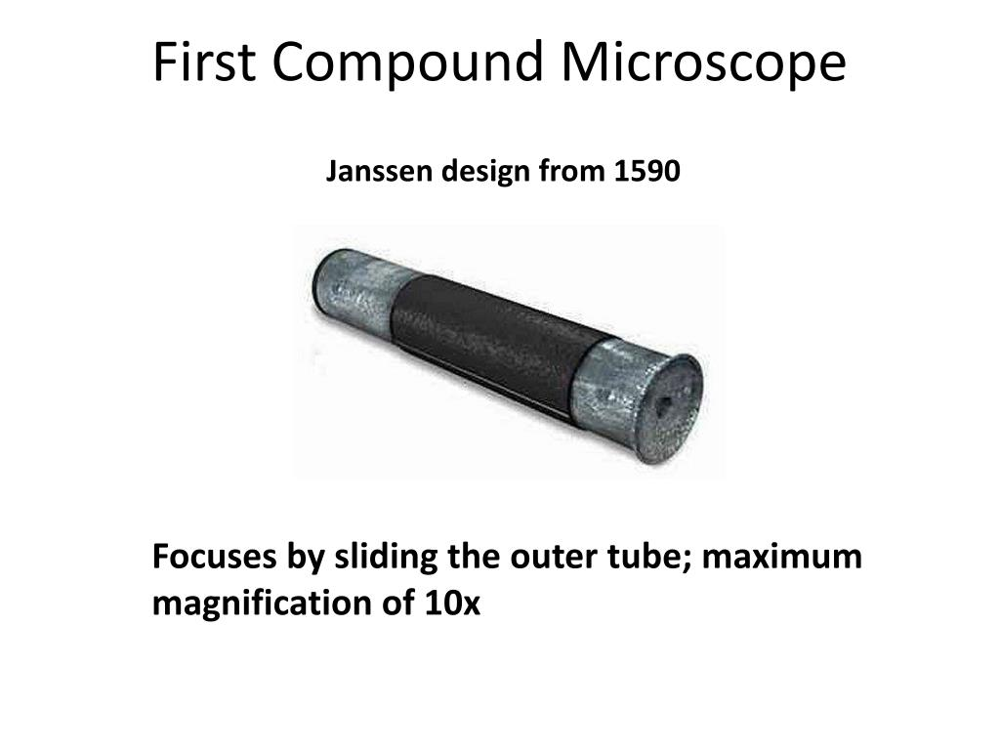 First Compound Microscope
Janssen design from 1590
Focuses by sliding the outer tube; maximum
magnification of 10x